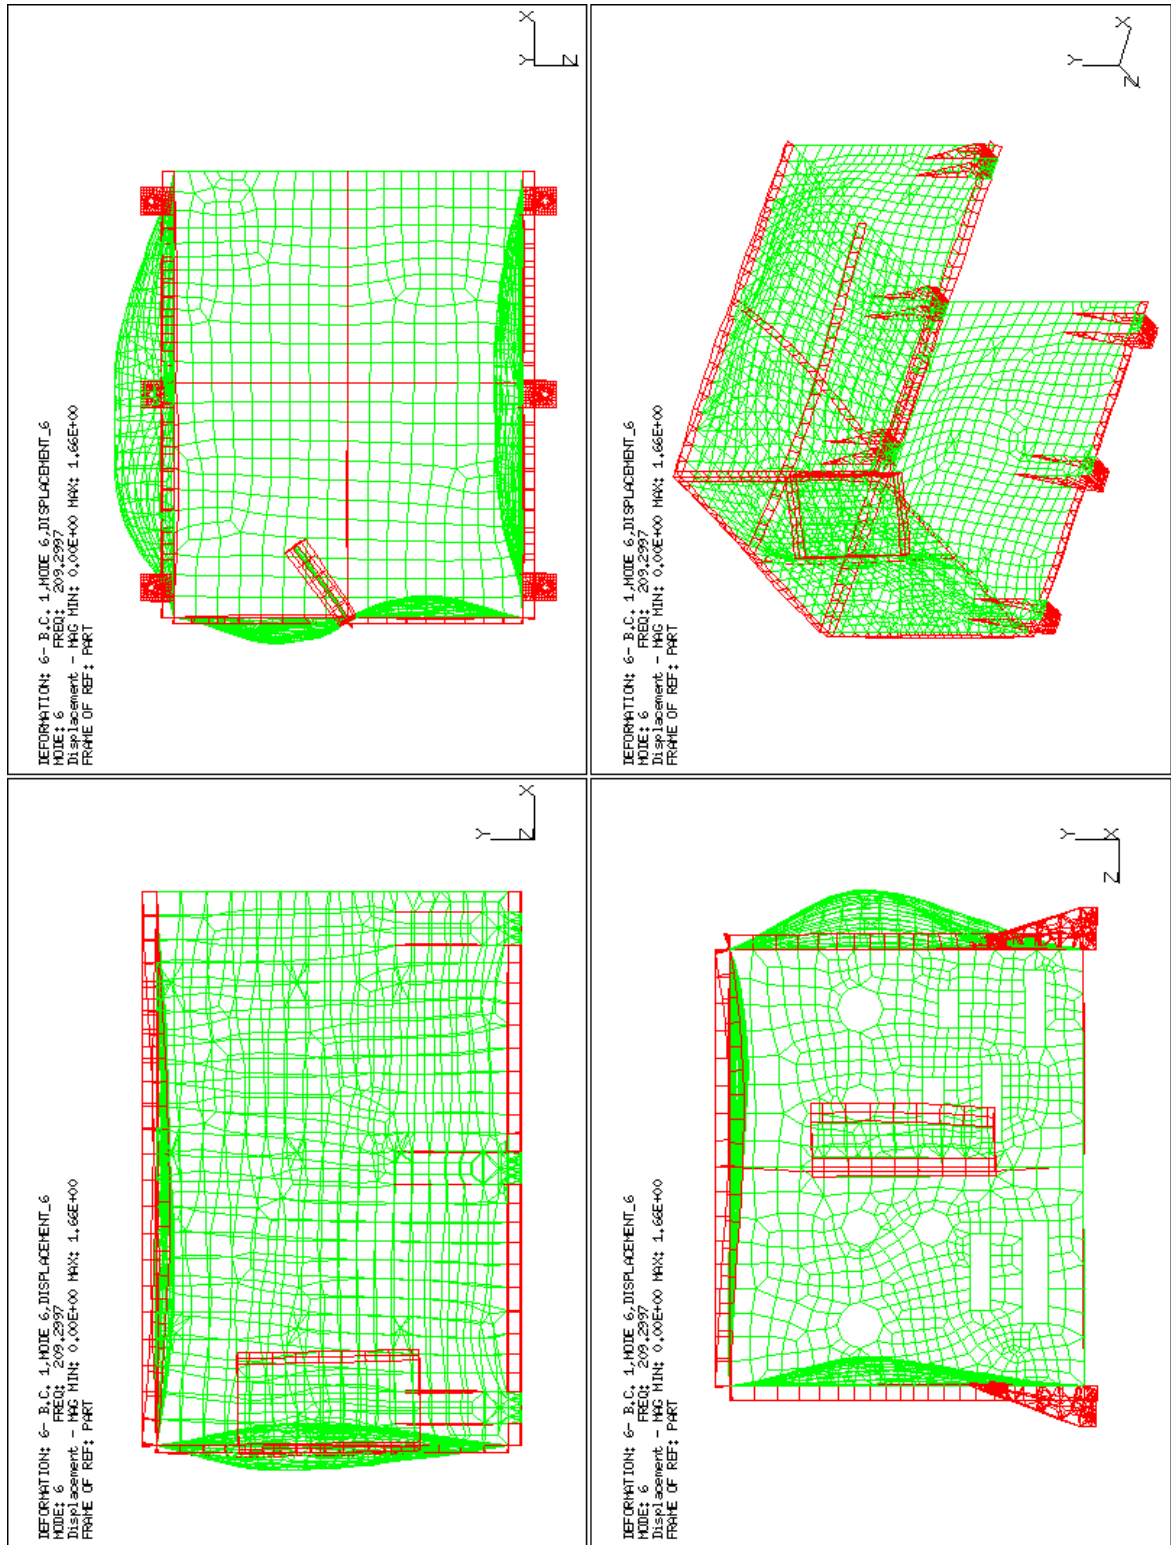 DEFORMATION: 6- B.C. 1,MODE 6,DISPLACEMENT_6
MODE: 6 FREQ: 209.2997
Displacement - MAG MIN: 0.00E+00 MAX: 1.66E+00
FRAME OF REF: PART
Y X
Z
DEFORMATION: 6- B.C. 1,MODE 6,DISPLACEMENT_6
MODE: 6 FREQ: 209.2997
Displacement - MAG MIN: 0.00E+00 MAX: 1.66E+00
FRAME OF REF: PART
Y
X
Z
DEFORMATION: 6- B.C. 1,MODE 6,DISPLACEMENT_6
MODE: 6 FREQ: 209.2997
Displacement - MAG MIN: 0.00E+00 MAX: 1.66E+00
FRAME OF REF: PART
Y
Z X
DEFORMATION: 6- B.C. 1,MODE 6,DISPLACEMENT_6
MODE: 6 FREQ: 209.2997
Displacement - MAG MIN: 0.00E+00 MAX: 1.66E+00
FRAME OF REF: PART
Y
Z X